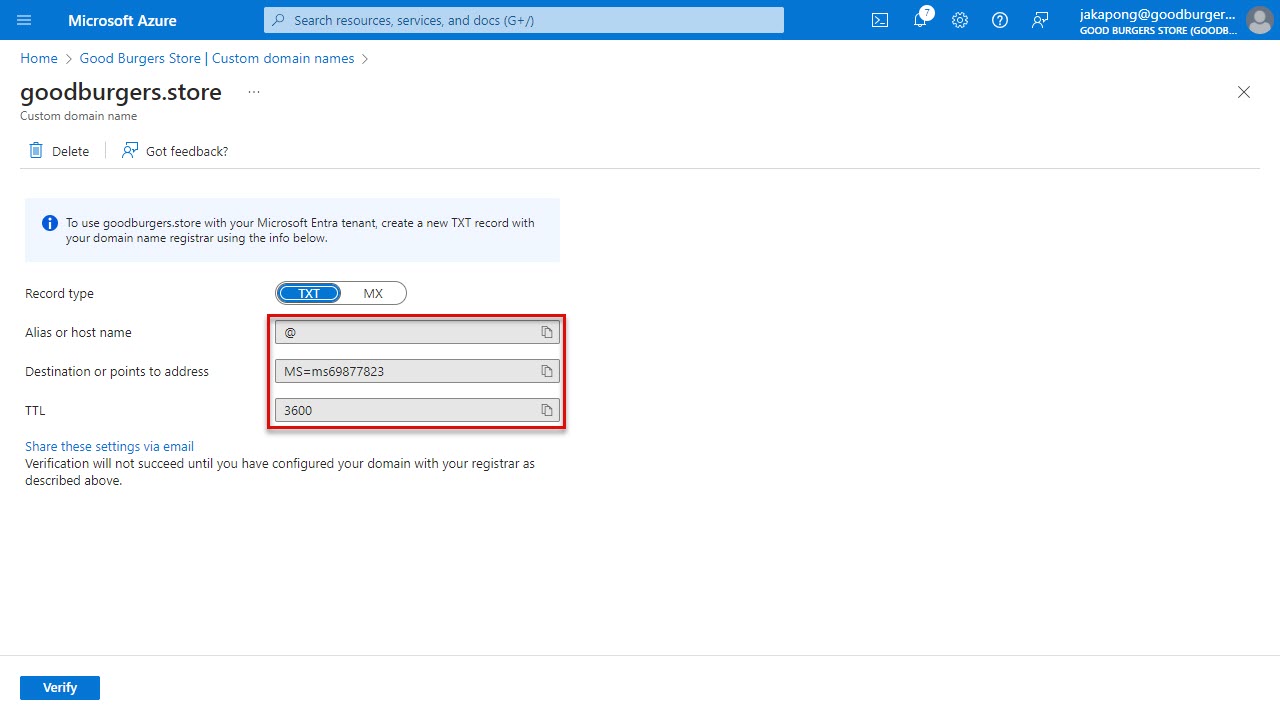 Microsoft Azure
Search resources, services, and docs (G+/)
7
jakapong@goodburger...
GOOD BURGERS STORE (GOODB...
Home > Good Burgers Store | Custom domain names >
goodburgers.store ...
Custom domain name
Delete
Got feedback?
To use goodburgers.store with your Microsoft Entra tenant, create a new TXT record with
your domain name registrar using the info below.
Record type TXT MX
Alias or host name @
Destination or points to address MS=ms69877823
TTL 3600
Share these settings via email
Verification will not succeed until you have configured your domain with your registrar as
described above.
Verify